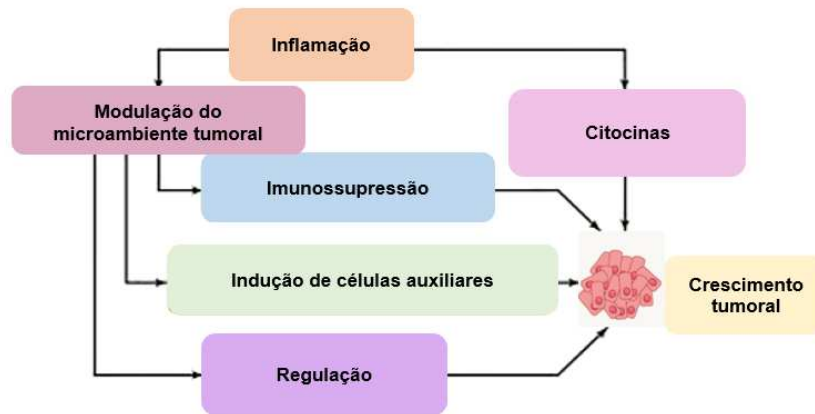 Inflamação
Modulação do
microambiente tumoral
Citocinas
Imunossupressão
Indução de células auxiliares
Crescimento
tumoral
Regulação